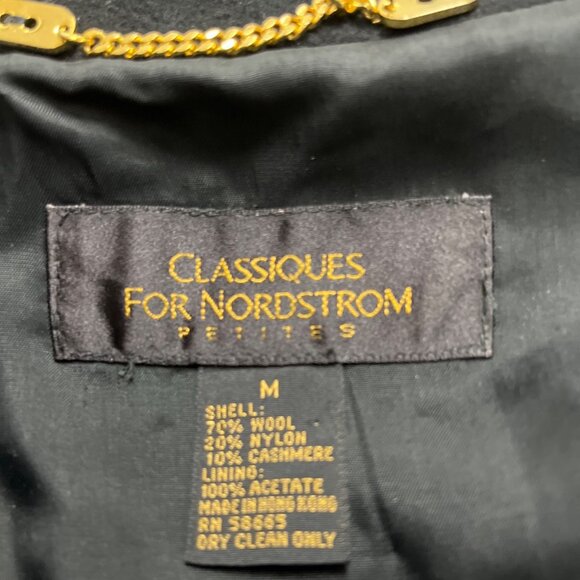 CLASSIQUES
FOR NORDSTROM
PETITES
M
SHELL:
70% WOOL
20% NYLON
10% CASHMERE
LINING:
100% ACETATE
MADE IN HONG KONG
RN 58665
DRY CLEAN ONLY